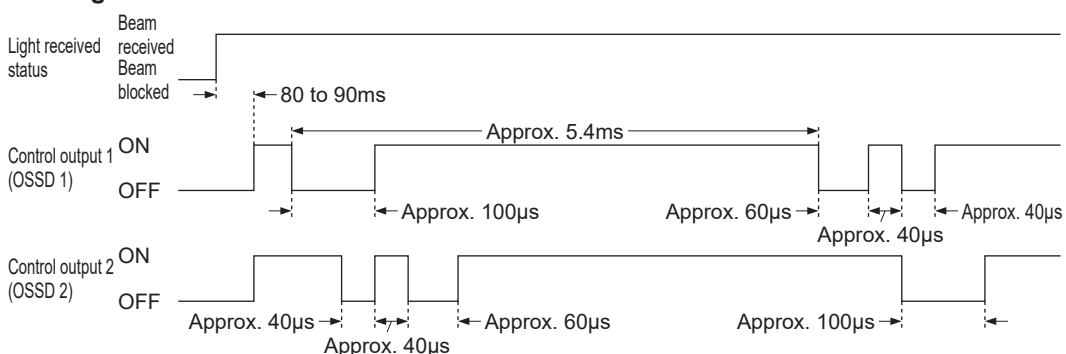 Beam
Light received received
status Beam
blocked
80 to 90ms
Approx. 5.4ms
Control output 1 ON
(OSSD 1) OFF
Approx. 100µs
Approx. 60µs
Approx. 40µs
Approx. 40µs
Control output 2 ON
(OSSD 2) OFF
Approx. 40µs
Approx. 60µs
Approx. 100µs
Approx. 40µs